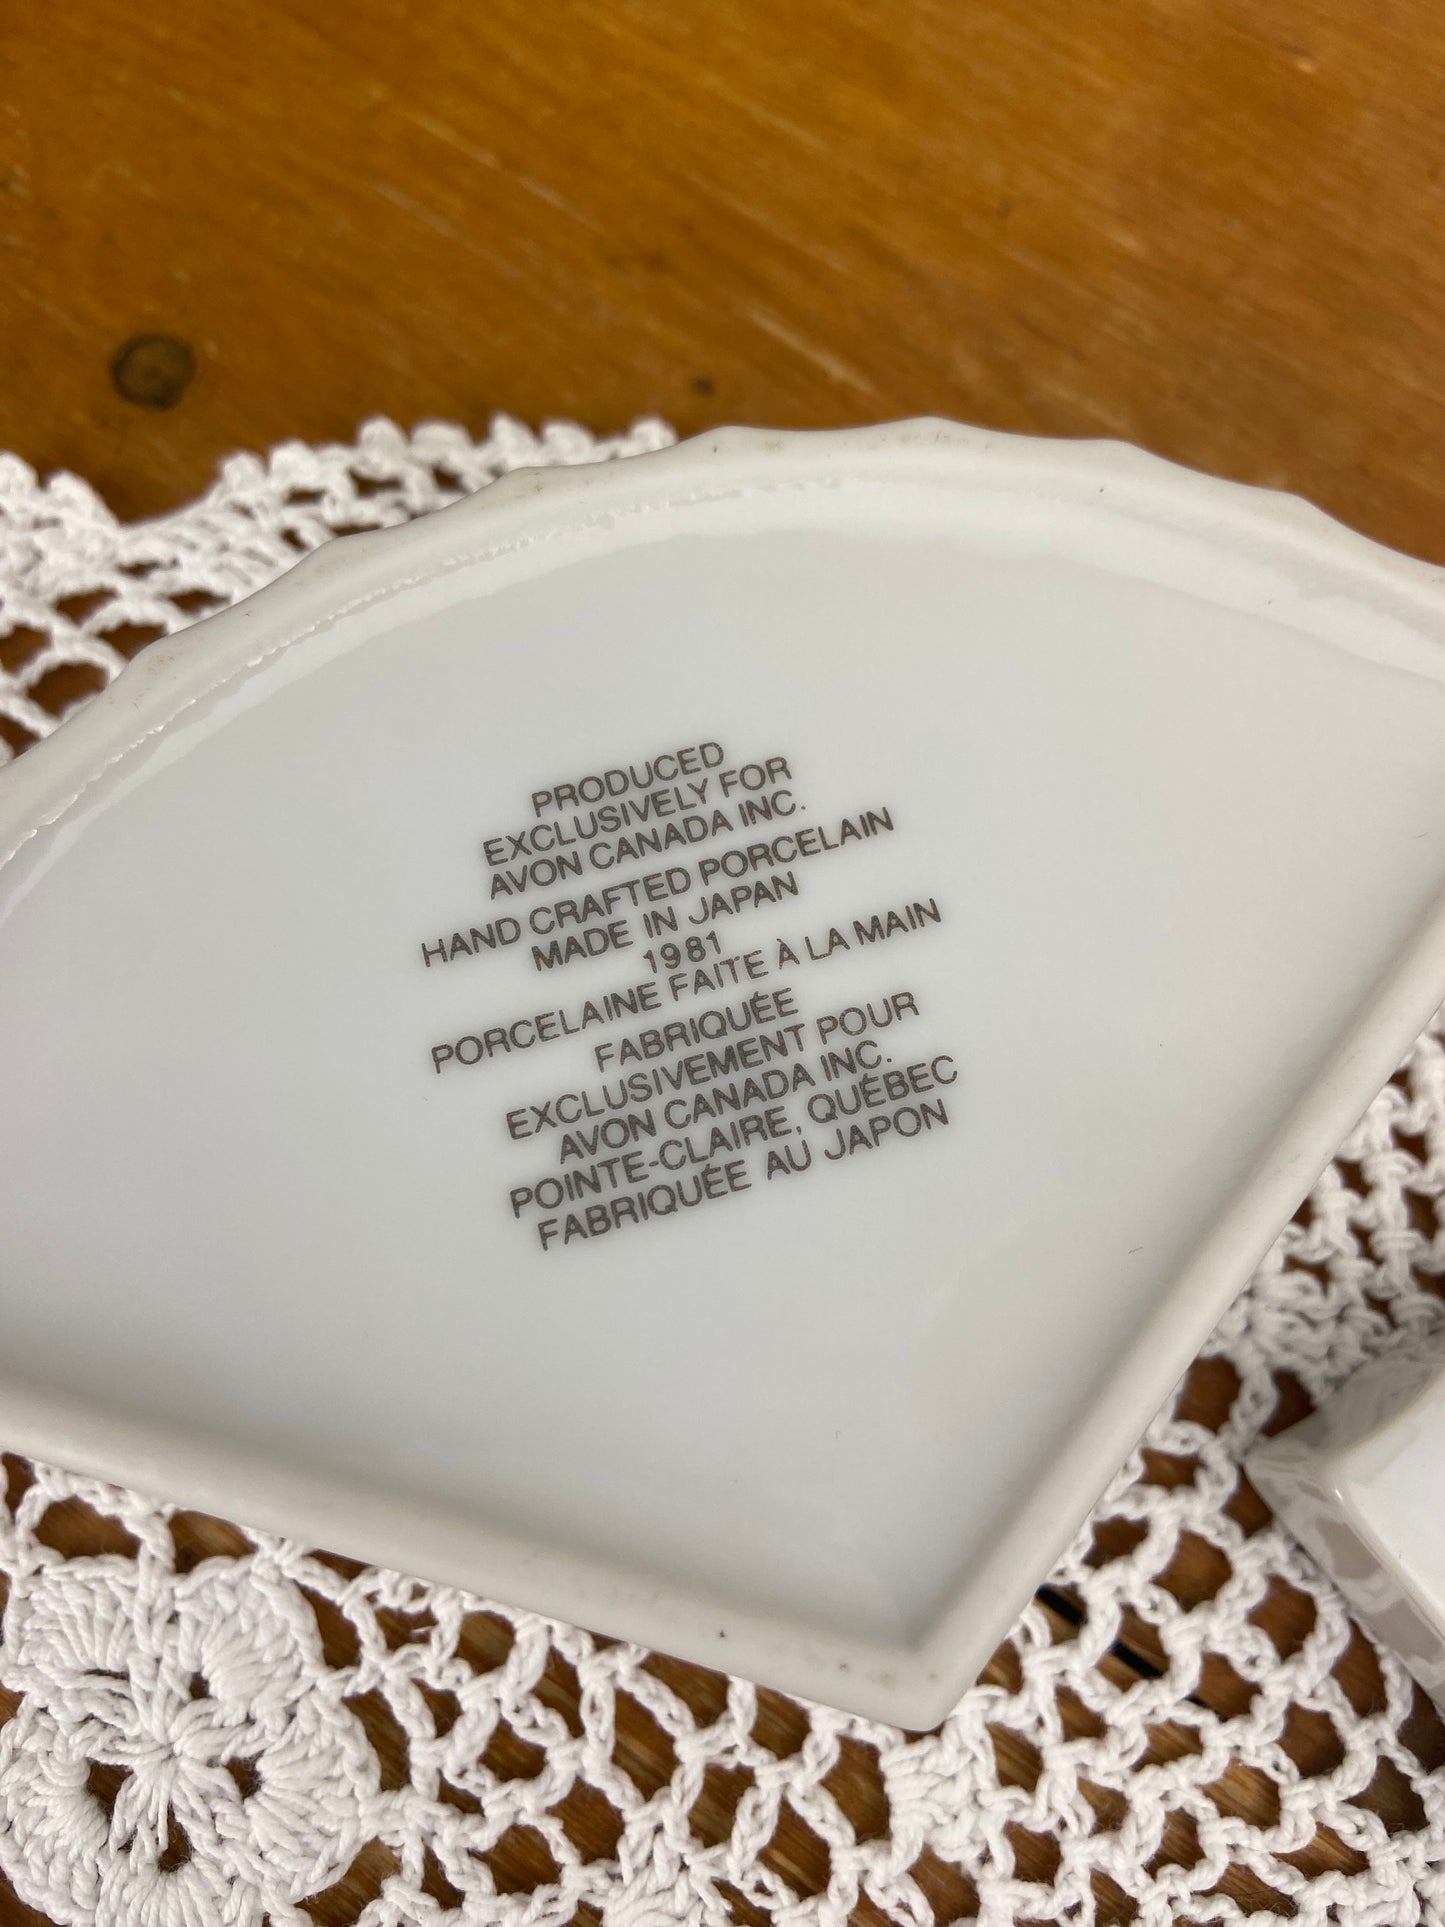 PRODUCED
EXCLUSIVELY FOR
AVON CANADA INC.
HAND CRAFTED PORCELAIN
MADE IN JAPAN
1981
PORCELAINE FAITE À LA MAIN
FABRIQUÉE
EXCLUSIVEMENT POUR
AVON CANADA INC.
POINTE-CLAIRE, QUÉBEC
FABRIQUÉE AU JAPON